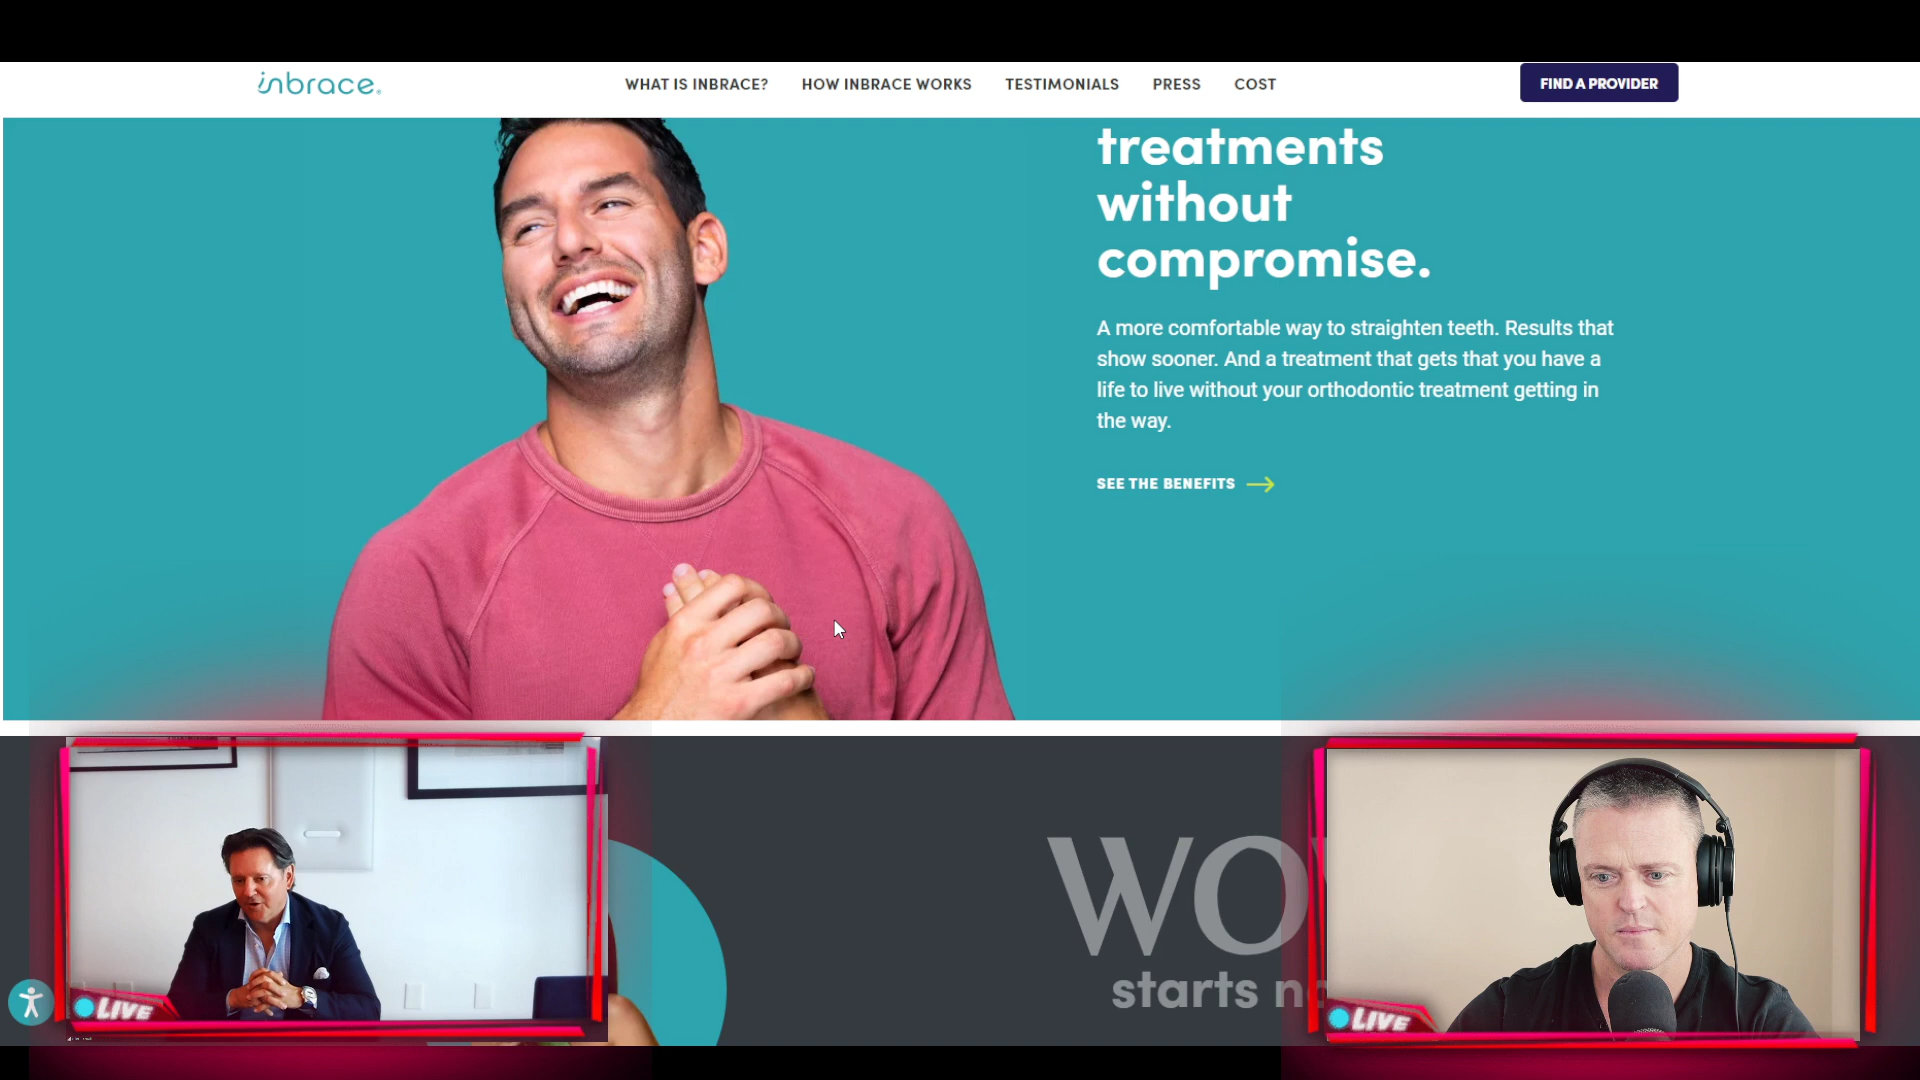 inbrace
WHAT IS INBRACE?
HOW INBRACE WORKS
TESTIMONIALS
PRESS
COST
FIND A PROVIDER
treatments
without
compromise.
A more comfortable way to straighten teeth. Results that
show sooner. And a treatment that gets that you have a
life to live without your orthodontic treatment getting in
the way.
SEE THE BENEFITS
WO
starts n
LIVE
LIVE